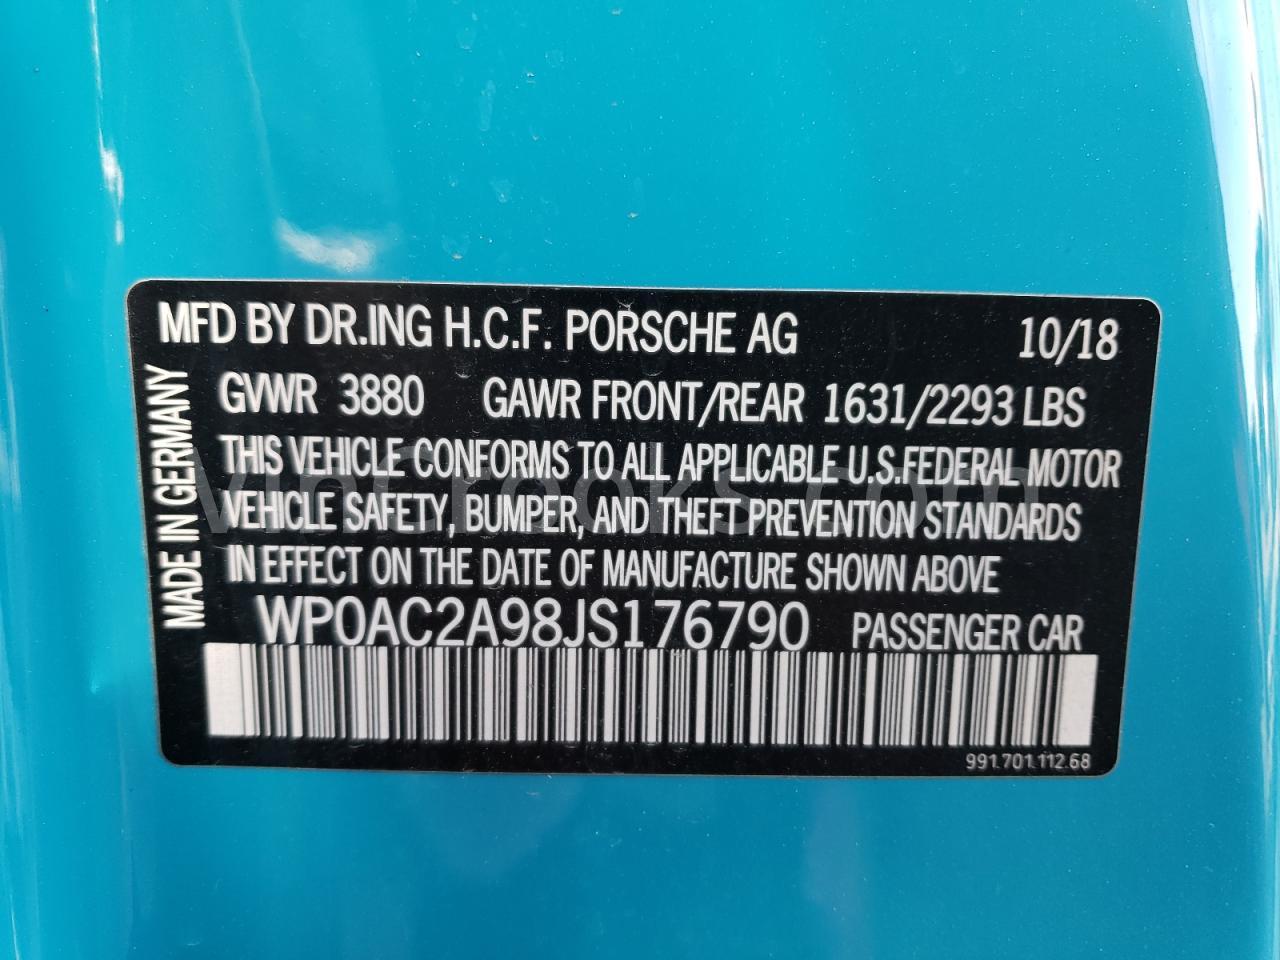 MFD BY DR.ING H.C.F. PORSCHE AG 10/18
GVWR 3880 GAWR FRONT/REAR 1631/2293 LBS
THIS VEHICLE CONFORMS TO ALL APPLICABLE U.S.FEDERAL MOTOR
VEHICLE SAFETY, BUMPER, AND THEFT PREVENTION STANDARDS
IN EFFECT ON THE DATE OF MANUFACTURE SHOWN ABOVE
WP0AC2A98JS176790 PASSENGER CAR
991.701.112.68
MADE IN GERMANY
VinCrooks.com